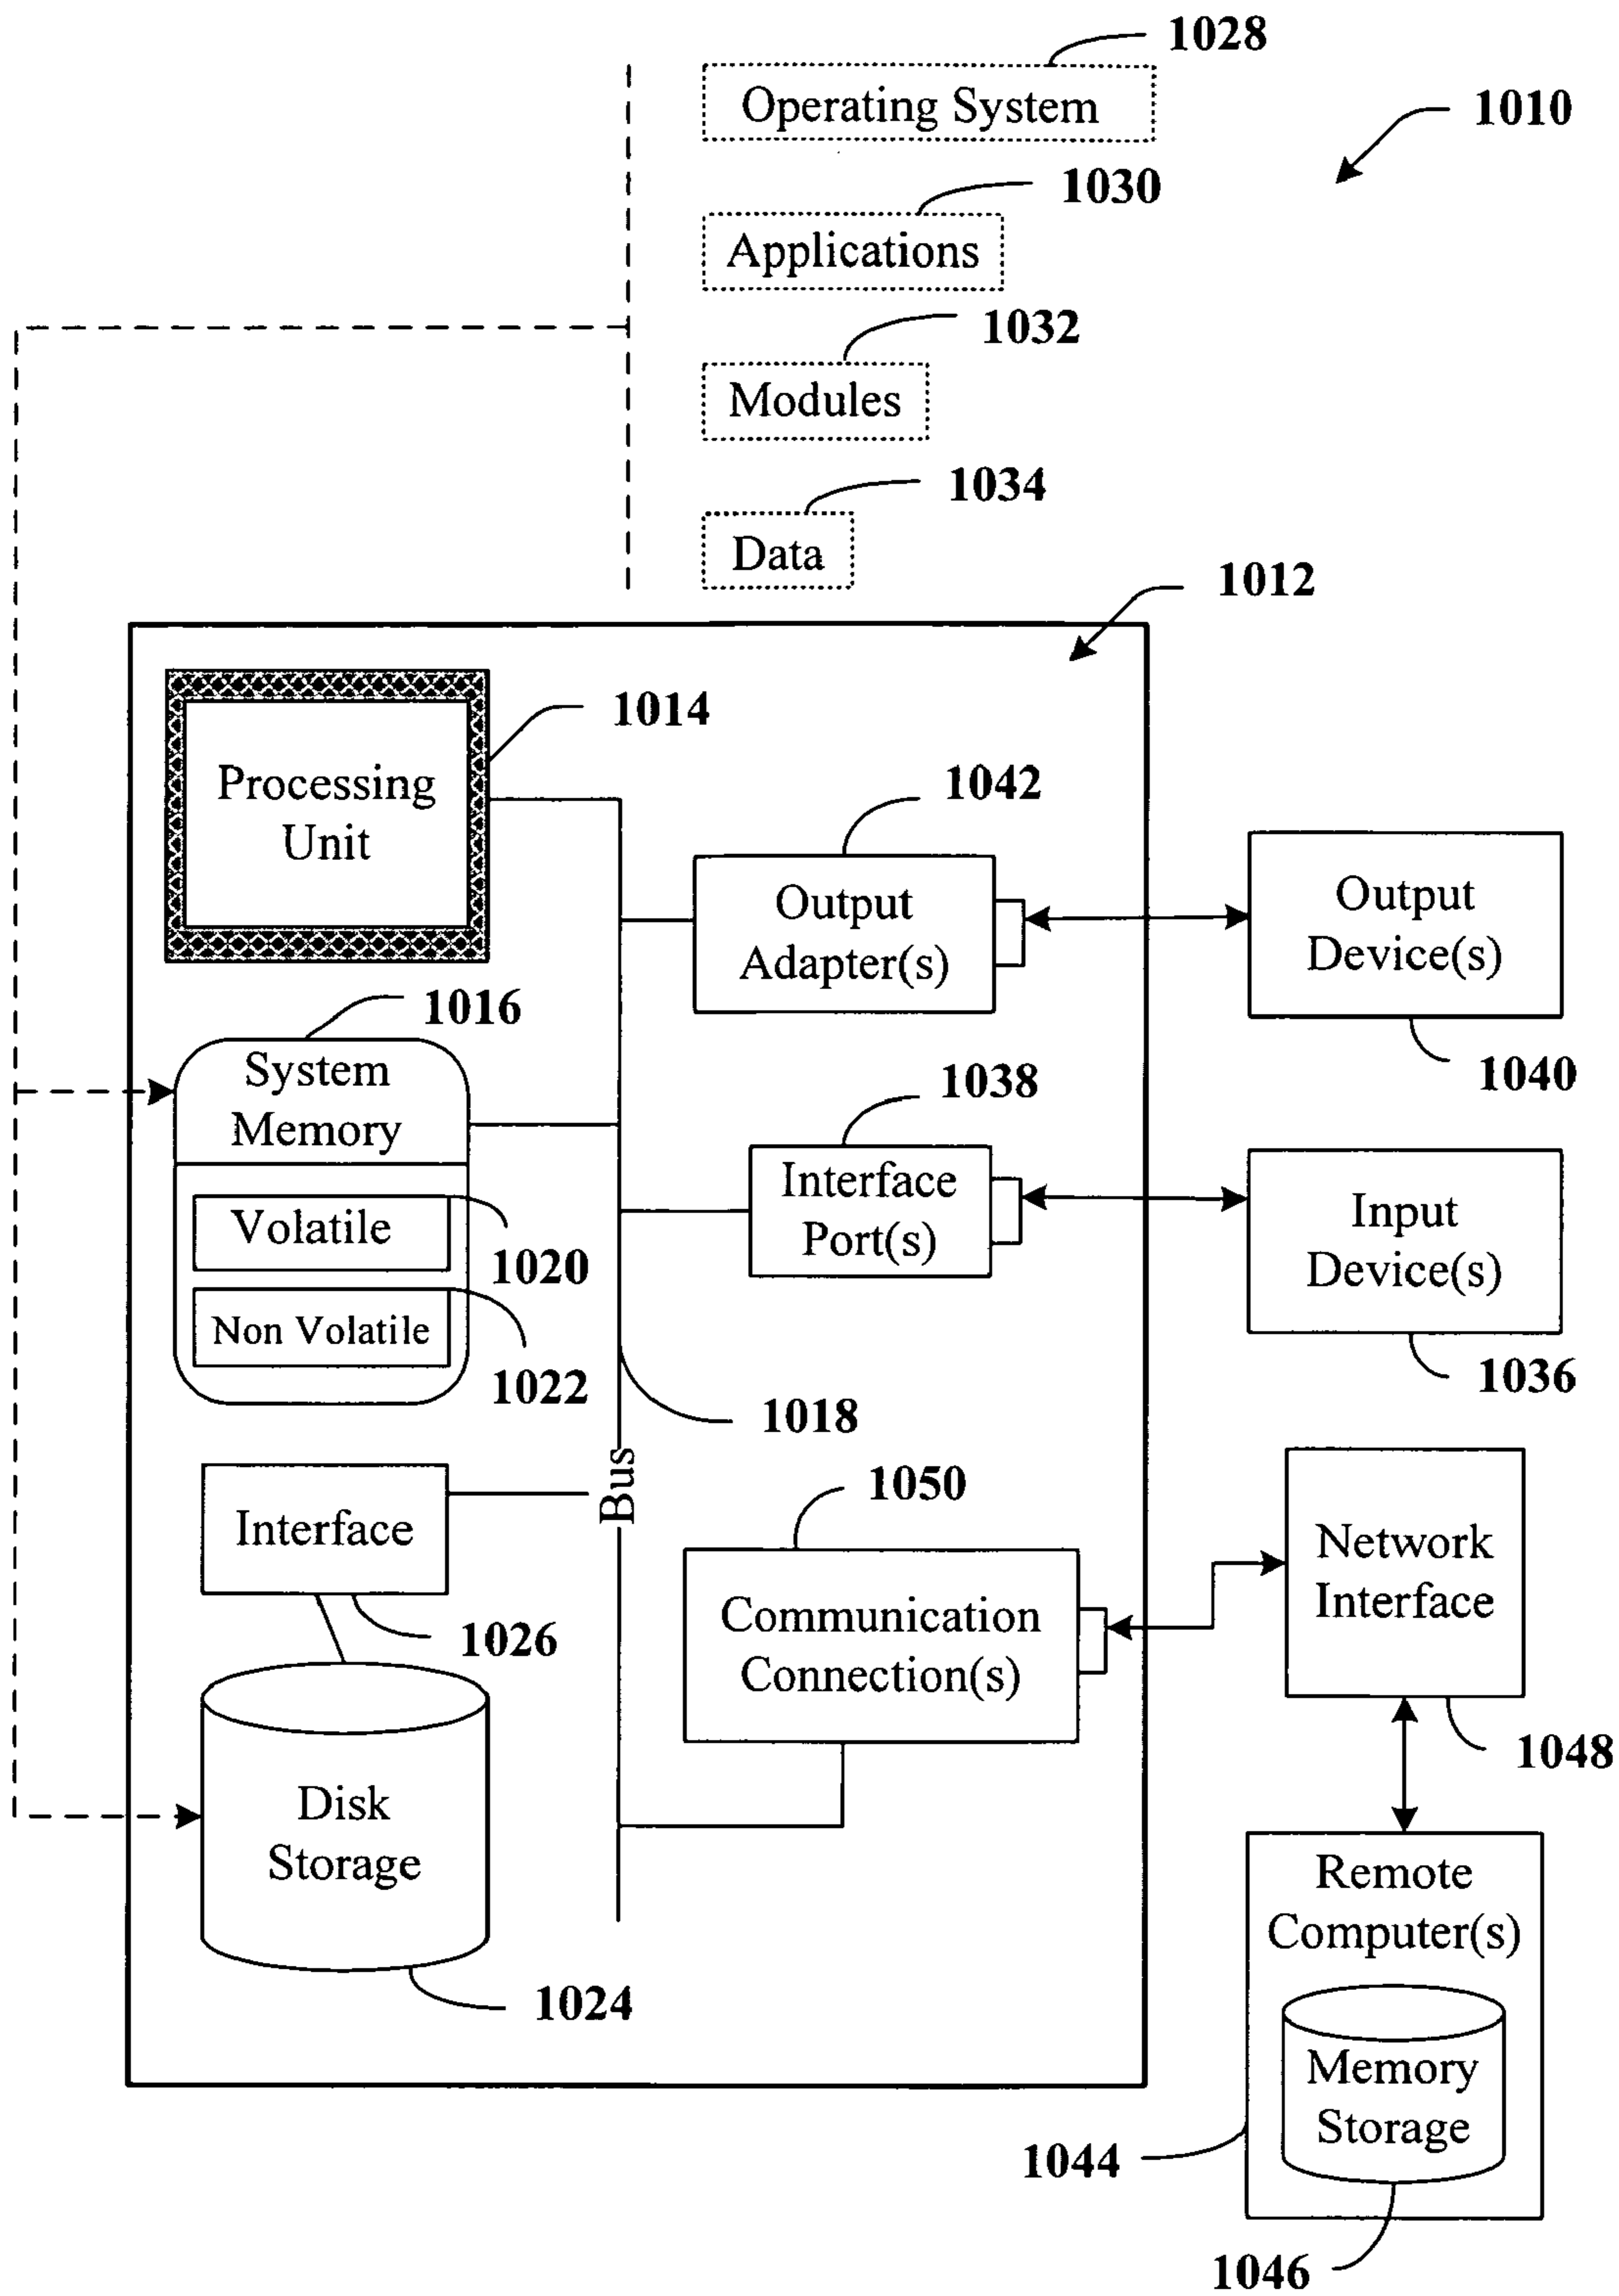 1028
Operating System
1010
1030
Applications
1032
Modules
1034
Data
1012
1014
Processing
Unit
1042
Output
Adapter(s)
Output
Device(s)
1040
1016
System
Memory
1038
Interface
Port(s)
Input
Device(s)
1036
Volatile
1020
Non Volatile
1022
1018
Bus
Interface
1026
1050
Communication
Connection(s)
Network
Interface
1048
Disk
Storage
1024
Remote
Computer(s)
Memory
Storage
1044
1046